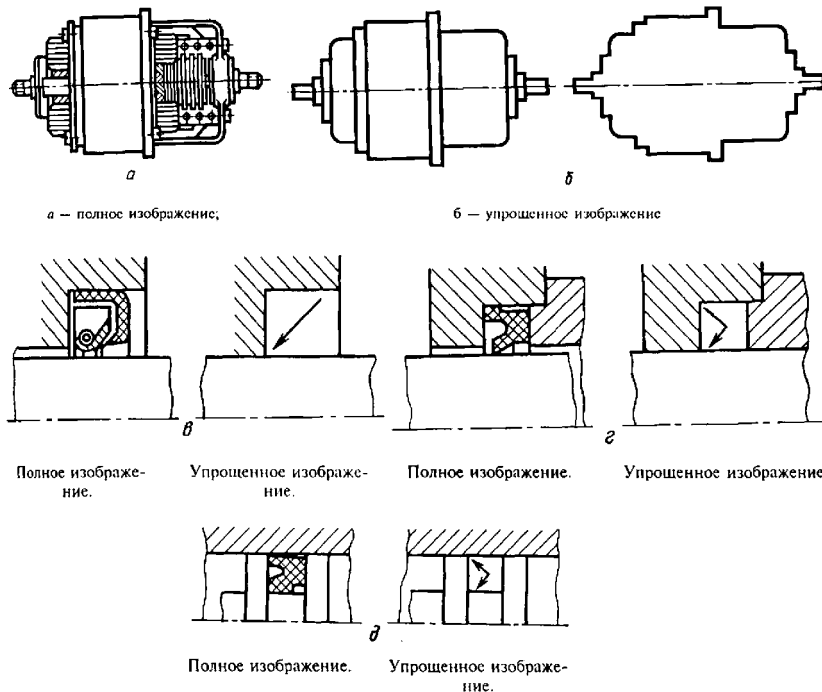 а
б
а — полное изображение;
б — упрощенное изображение
в
г
Полное изображе-
ние.
Упрощенное изображе-
ние.
Полное изображение.
Упрощенное изображение
д
Полное изображение.
Упрощенное изображе-
ние.